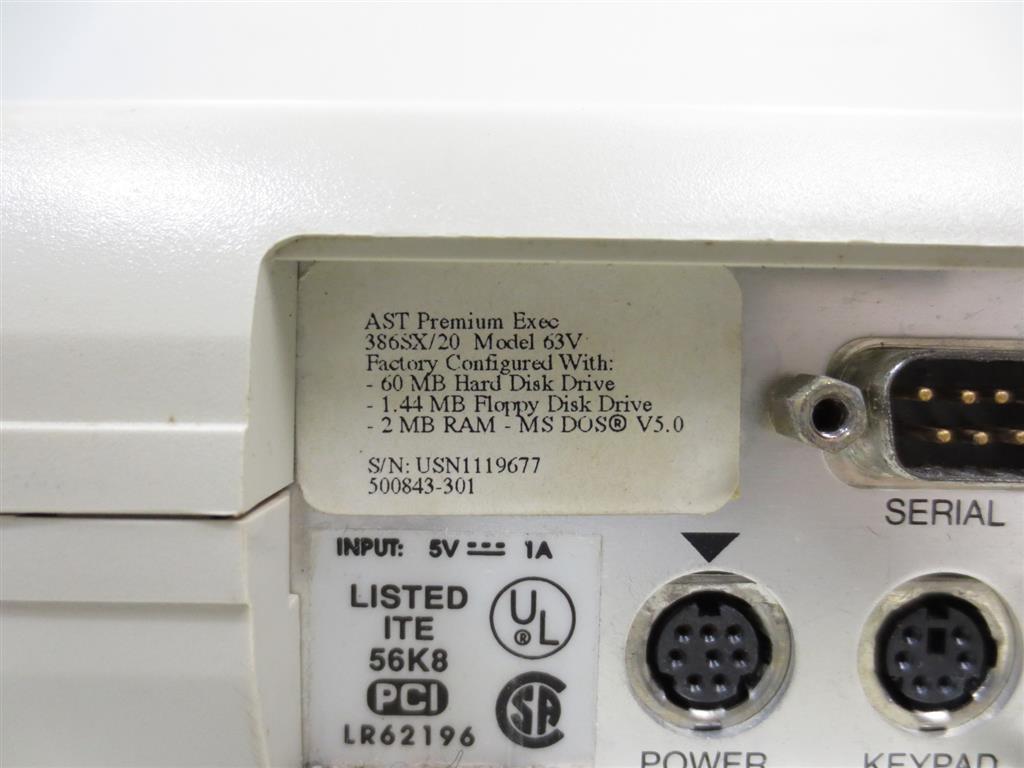 AST Premium Exec
386SX/20 Model 63V
Factory Configured With:
- 60 MB Hard Disk Drive
- 1.44 MB Floppy Disk Drive
- 2 MB RAM - MS DOS® V5.0
S/N: USN1119677
500843-301
INPUT: 5V ⎓ 1A
LISTED
ITE
56K8
UL®
PCI
LR62196
SA
SERIAL
POWER
KEYPAD